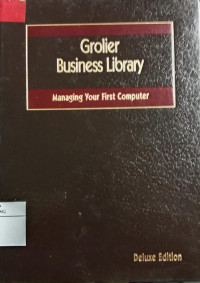 Grolier
Business Library
Managing Your First Computer
Deluxe Edition